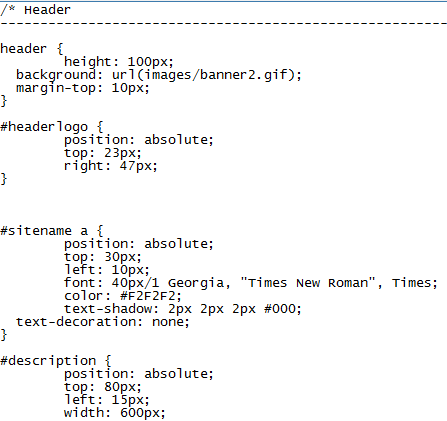 /* Header
--------------------------------------------------------
header {
height: 100px;
background: url(images/banner2.gif);
margin-top: 10px;
}
#headerlogo {
position: absolute;
top: 23px;
right: 47px;
}
#sitename a {
position: absolute;
top: 30px;
left: 10px;
font: 40px/1 Georgia, "Times New Roman", Times;
color: #F2F2F2;
text-shadow: 2px 2px 2px #000;
text-decoration: none;
}
#description {
position: absolute;
top: 80px;
left: 15px;
width: 600px;